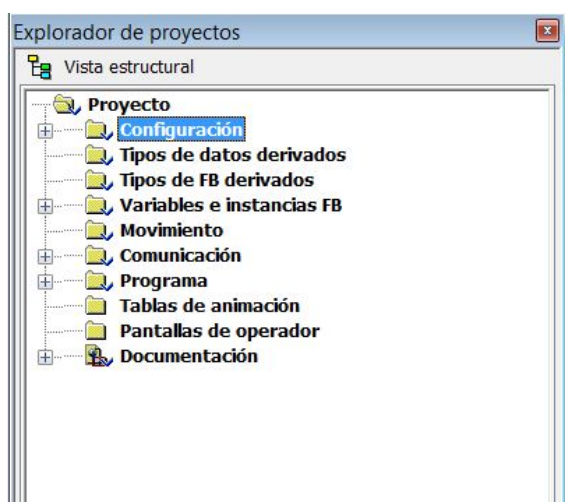 Explorador de proyectos
Vista estructural
Proyecto
Configuración
Tipos de datos derivados
Tipos de FB derivados
Variables e instancias FB
Movimiento
Comunicación
Programa
Tablas de animación
Pantallas de operador
Documentación